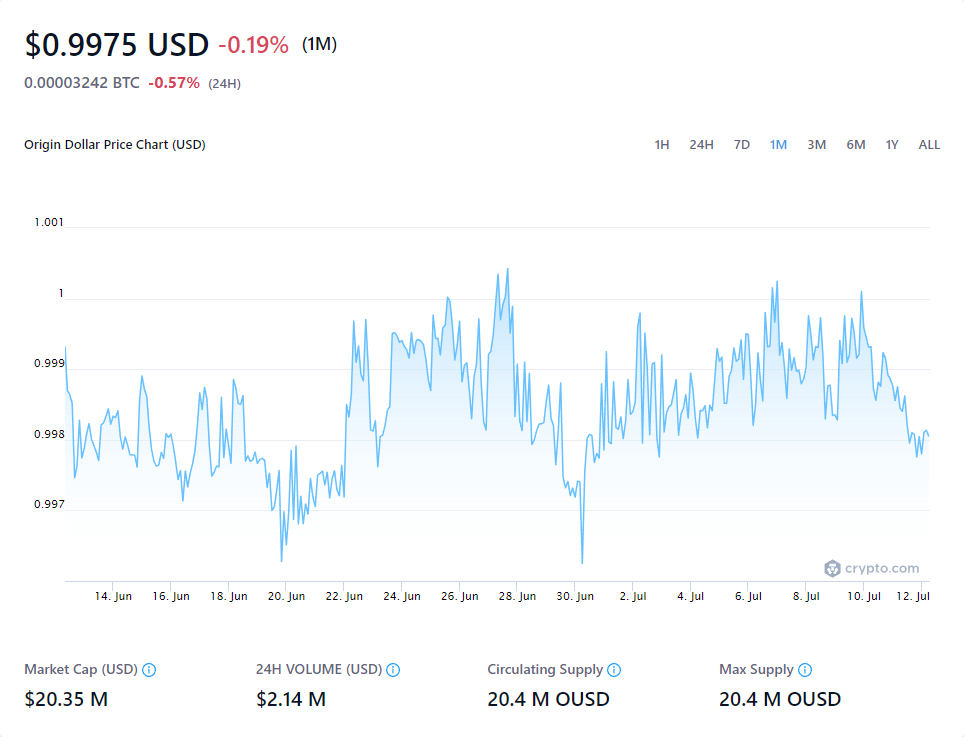 $0.9975 USD -0.19% (1M)
0.00003242 BTC -0.57% (24H)
Origin Dollar Price Chart (USD) 1H 24H 7D 1M 3M 6M 1Y ALL
1.001
1
0.999
0.998
0.997
crypto.com
14. Jun 16. Jun 18. Jun 20. Jun 22. Jun 24. Jun 26. Jun 28. Jun 30. Jun 2. Jul 4. Jul 6. Jul 8. Jul 10. Jul 12. Jul
Market Cap (USD) 24H VOLUME (USD) Circulating Supply Max Supply
$20.35 M $2.14 M 20.4 M OUSD 20.4 M OUSD